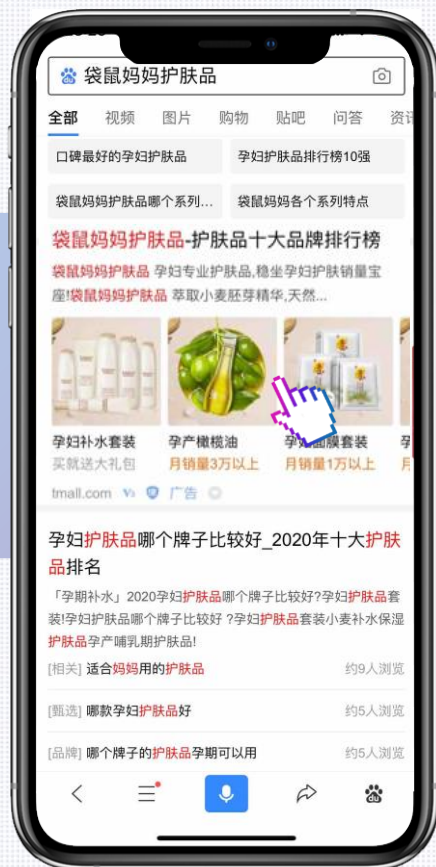 袋鼠妈妈护肤品
全部 视频 图片 购物 贴吧 问答 资讯
口碑最好的孕妇护肤品 孕妇护肤品排行榜10强
袋鼠妈妈护肤品哪个系列... 袋鼠妈妈各个系列特点
袋鼠妈妈护肤品-护肤品十大品牌排行榜
袋鼠妈妈护肤品 孕妇专业护肤品,稳坐孕妇护肤销量宝
座!袋鼠妈妈护肤品 萃取小麦胚芽精华,天然...
孕妇补水套装 孕产橄榄油 孕妇面膜套装
买就送大礼包 月销量3万以上 月销量1万以上
tmall.com V3 广告
孕妇护肤品哪个牌子比较好_2020年十大护肤
品排名
「孕期补水」2020孕妇护肤品哪个牌子比较好?孕妇护肤品套
装!孕妇护肤品哪个牌子比较好 ?孕妇护肤品套装小麦补水保湿
护肤品孕产哺乳期护肤品!
[相关] 适合妈妈用的护肤品 约9人浏览
[甄选] 哪款孕妇护肤品好 约5人浏览
[品牌] 哪个牌子的护肤品孕期可以用 约5人浏览